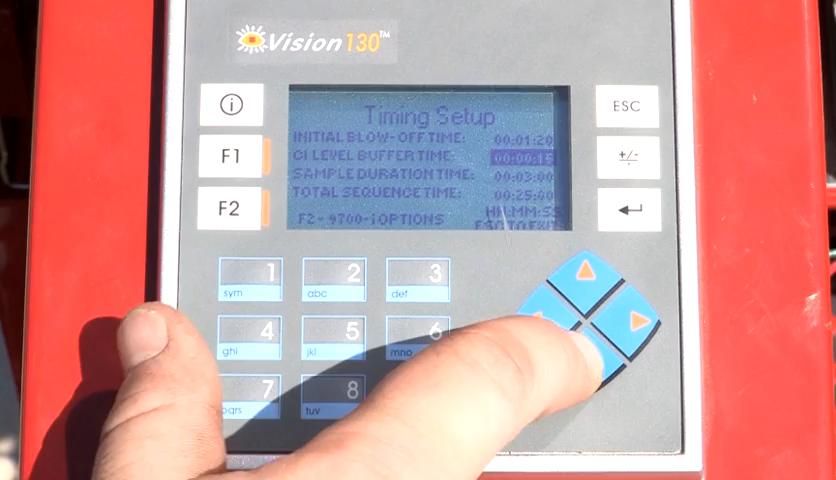 Vision 130™
i
F1
F2
ESC
+/-
Timing Setup
INITIAL BLOW-OFF TIME: 00:01:20
CI LEVEL BUFFER TIME: 00:00:15
SAMPLE DURATION TIME: 00:03:00
TOTAL SEQUENCE TIME: 00:25:00
F2 - 9700-i OPTIONS HH:MM:SS
ESC TO EXIT
1 2 3
sym abc def
4 5 6
ghi jkl mno
7 8
pqrs tuv